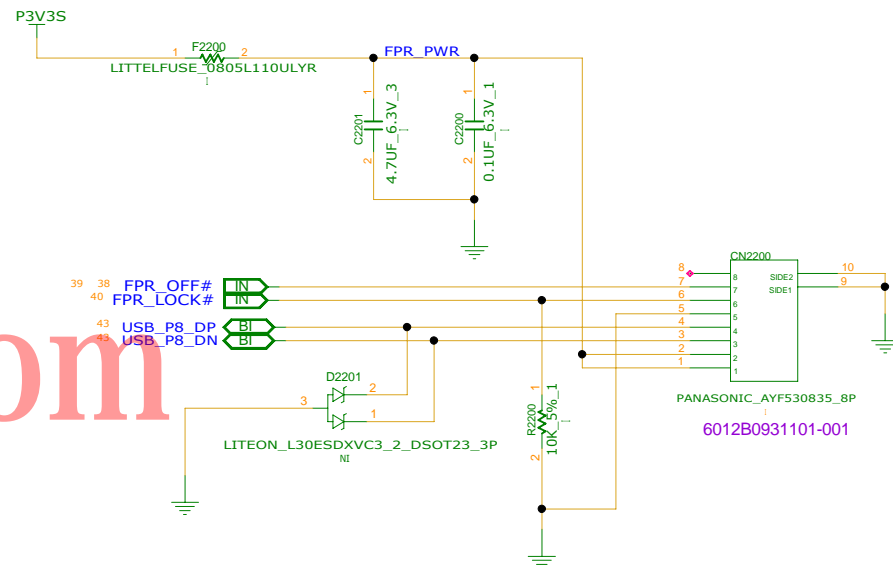 P3V3S
F2200
1 2
LITTELFUSE_0805L110ULYR
I
FPR_PWR
1
C2201
4.7UF_6.3V_3
2
1
C2200
0.1UF_6.3V_1
2
39 38 FPR_OFF# IN
40 FPR_LOCK# IN
43 USB_P8_DP BI
43 USB_P8_DN BI
om
D2201
3
2
1
LITEON_L30ESDXVC3_2_DSOT23_3P
NI
1
R2200
10K_5%_1
2
CN2200
8 8 SIDE2 10
7 7 SIDE1 9
6 6
5 5
4 4
3 3
2 2
1 1
PANASONIC_AYF530835_8P
6012B0931101-001